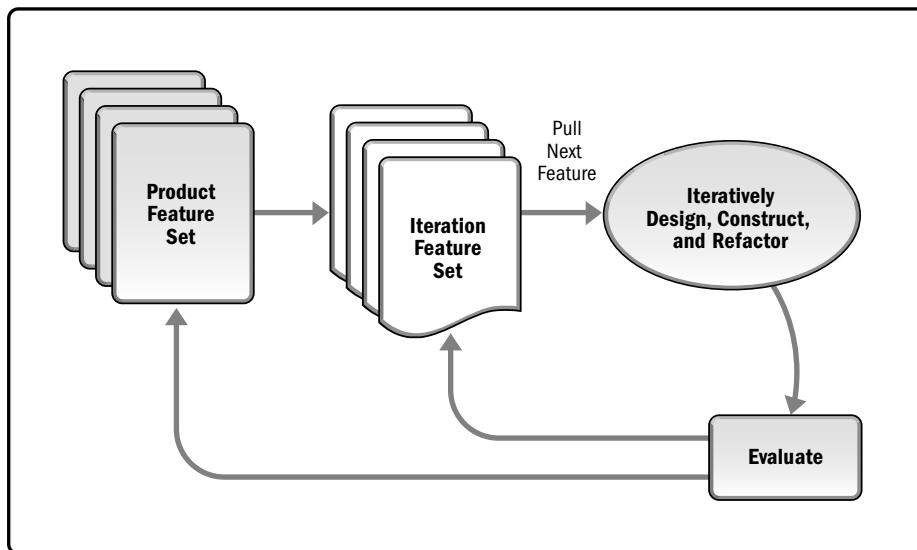 Product
Feature
Set
Iteration
Feature
Set
Pull
Next
Feature
Iteratively
Design, Construct,
and Refactor
Evaluate